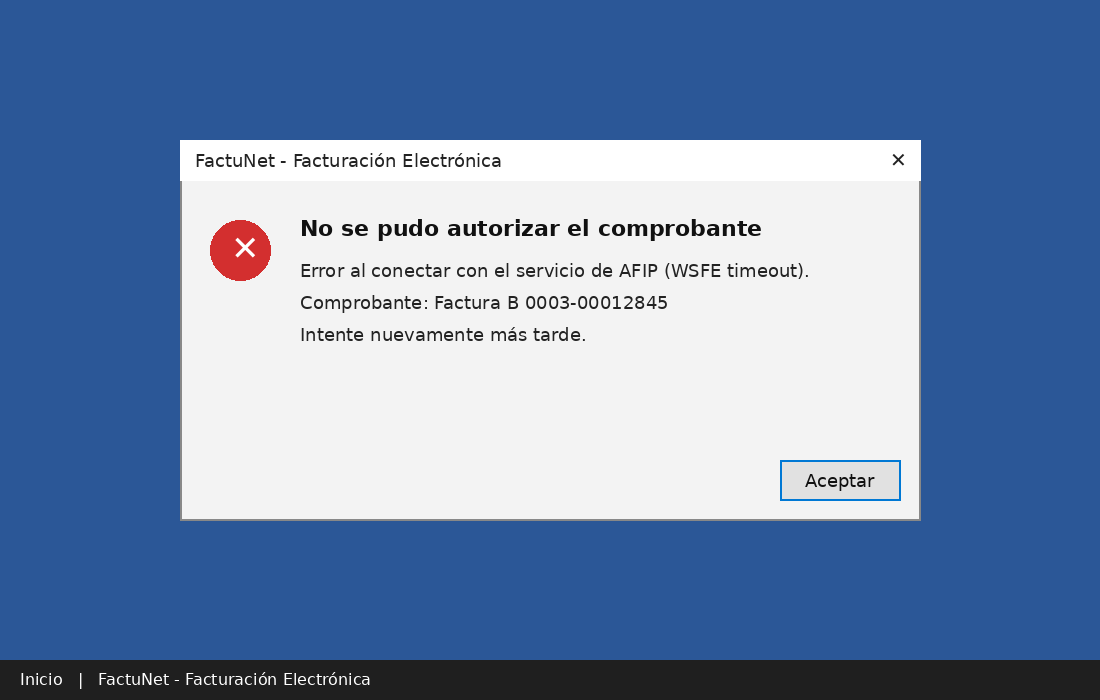 FactuNet - Facturación Electrónica ✕
✕
No se pudo autorizar el comprobante
Error al conectar con el servicio de AFIP (WSFE timeout).
Comprobante: Factura B 0003-00012845
Intente nuevamente más tarde.
Aceptar
Inicio | FactuNet - Facturación Electrónica